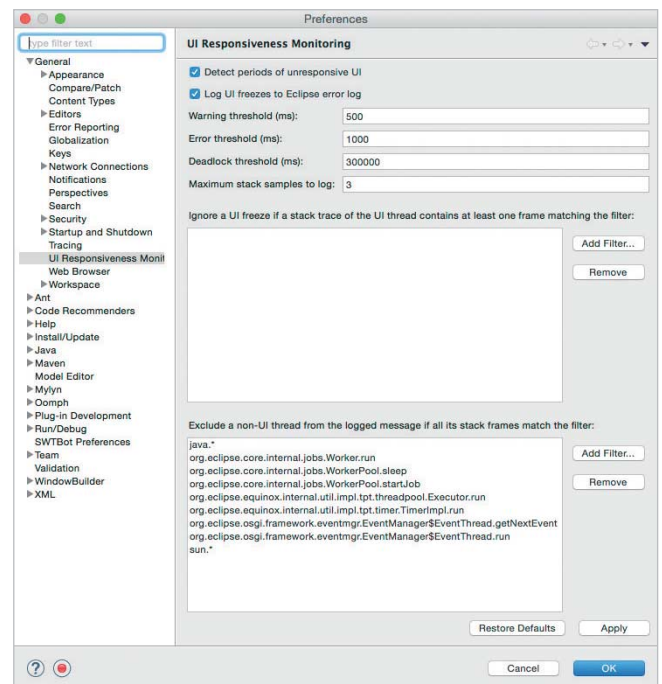 Preferences
type filter text
General
Appearance
Compare/Patch
Content Types
Editors
Error Reporting
Globalization
Keys
Network Connections
Notifications
Perspectives
Search
Security
Startup and Shutdown
Tracing
UI Responsiveness Monit
Web Browser
Workspace
Ant
Code Recommenders
Help
Install/Update
Java
Maven
Model Editor
Mylyn
Oomph
Plug-in Development
Run/Debug
SWTBot Preferences
Team
Validation
WindowBuilder
XML
UI Responsiveness Monitoring
Detect periods of unresponsive UI
Log UI freezes to Eclipse error log
Warning threshold (ms): 500
Error threshold (ms): 1000
Deadlock threshold (ms): 300000
Maximum stack samples to log: 3
Ignore a UI freeze if a stack trace of the UI thread contains at least one frame matching the filter:
Add Filter...
Remove
Exclude a non-UI thread from the logged message if all its stack frames match the filter:
java.*
org.eclipse.core.internal.jobs.Worker.run
org.eclipse.core.internal.jobs.WorkerPool.sleep
org.eclipse.core.internal.jobs.WorkerPool.startJob
org.eclipse.equinox.internal.util.impl.tpt.threadpool.Executor.run
org.eclipse.equinox.internal.util.impl.tpt.timer.TimerImpl.run
org.eclipse.osgi.framework.eventmgr.EventManager$EventThread.getNextEvent
org.eclipse.osgi.framework.eventmgr.EventManager$EventThread.run
sun.*
Add Filter...
Remove
Restore Defaults
Apply
?
Cancel
OK